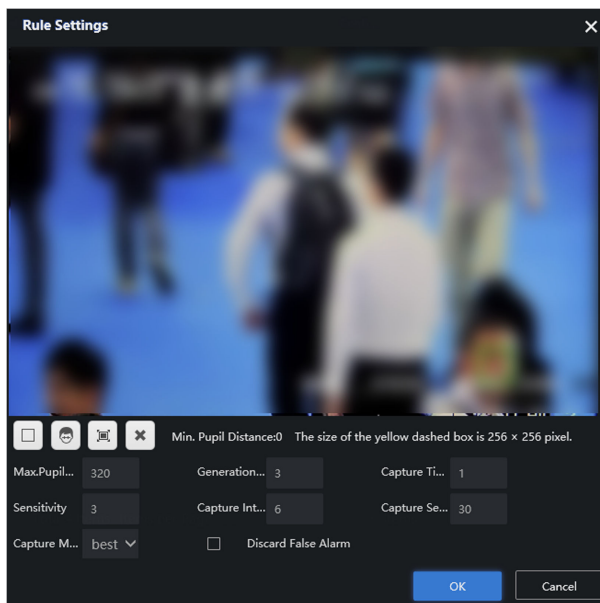 Rule Settings
Min. Pupil Distance:0 The size of the yellow dashed box is 256 × 256 pixel.
Max.Pupil... 320 Generation... 3 Capture Ti... 1
Sensitivity 3 Capture Int... 6 Capture Se... 30
Capture M... best Discard False Alarm
OK Cancel